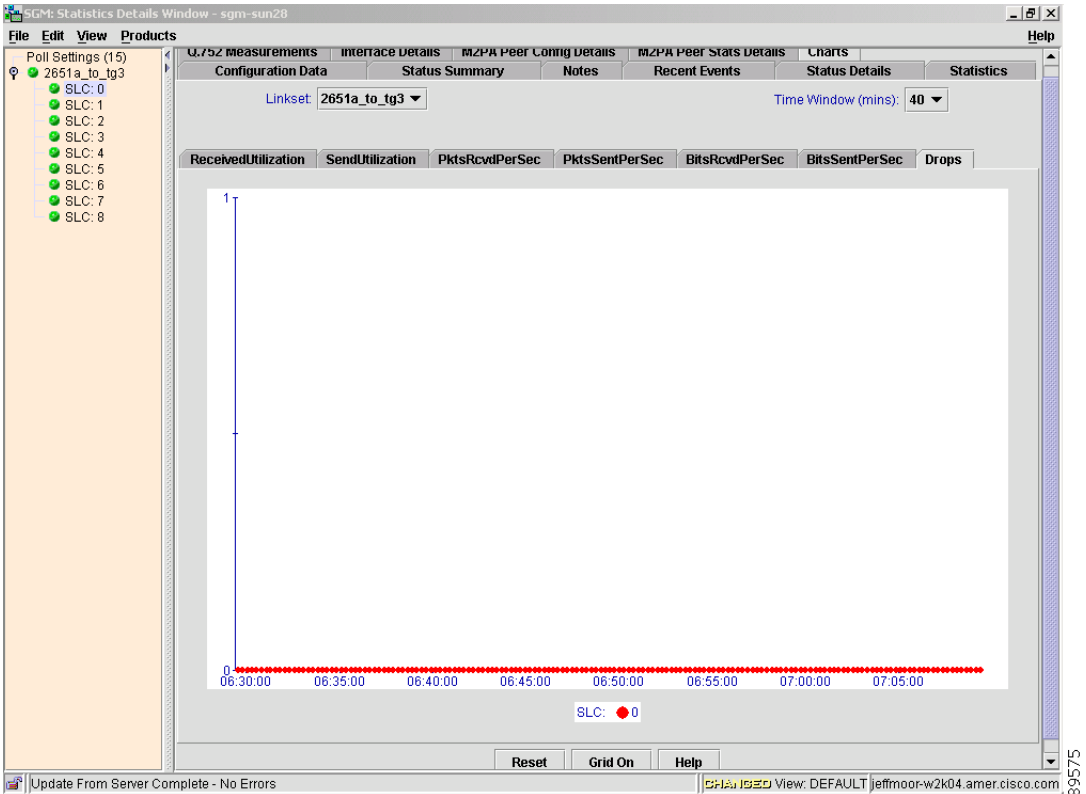 SGM: Statistics Details Window - sgm-sun28
File Edit View Products Help
Poll Settings (15)
2651a_to_tg3
SLC: 0
SLC: 1
SLC: 2
SLC: 3
SLC: 4
SLC: 5
SLC: 6
SLC: 7
SLC: 8
Q.752 Measurements Interface Details M2PA Peer Config Details M2PA Peer Stats Details Charts
Configuration Data Status Summary Notes Recent Events Status Details Statistics
Linkset: 2651a_to_tg3 Time Window (mins): 40
ReceivedUtilization SendUtilization PktsRcvdPerSec PktsSentPerSec BitsRcvdPerSec BitsSentPerSec Drops
1
0
06:30:00 06:35:00 06:40:00 06:45:00 06:50:00 06:55:00 07:00:00 07:05:00
SLC: 0
Reset Grid On Help
Update From Server Complete - No Errors CHANGED View: DEFAULT jeffmoor-w2k04.amer.cisco.com
89575